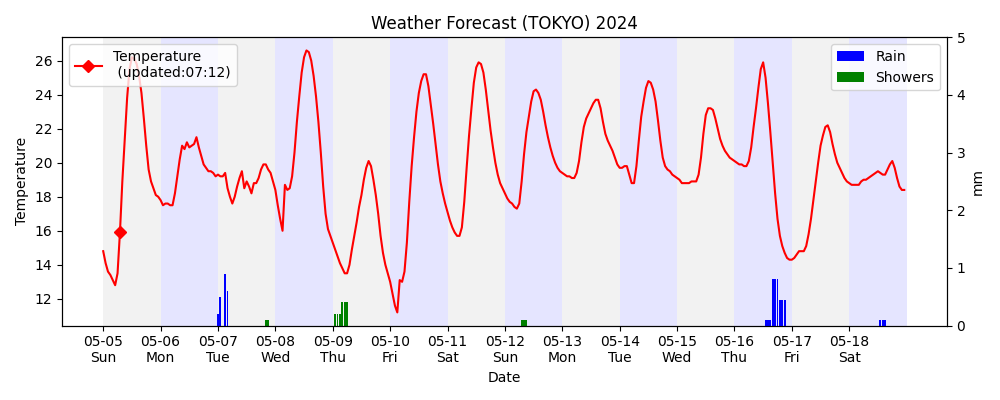 Weather Forecast (TOKYO) 2024
Temperature
(updated:07:12)
Rain
Showers
Temperature
26
24
22
20
18
16
14
12
5
4
3
2
1
0
mm
05-05 05-06 05-07 05-08 05-09 05-10 05-11 05-12 05-13 05-14 05-15 05-16 05-17 05-18
Sun Mon Tue Wed Thu Fri Sat Sun Mon Tue Wed Thu Fri Sat
Date